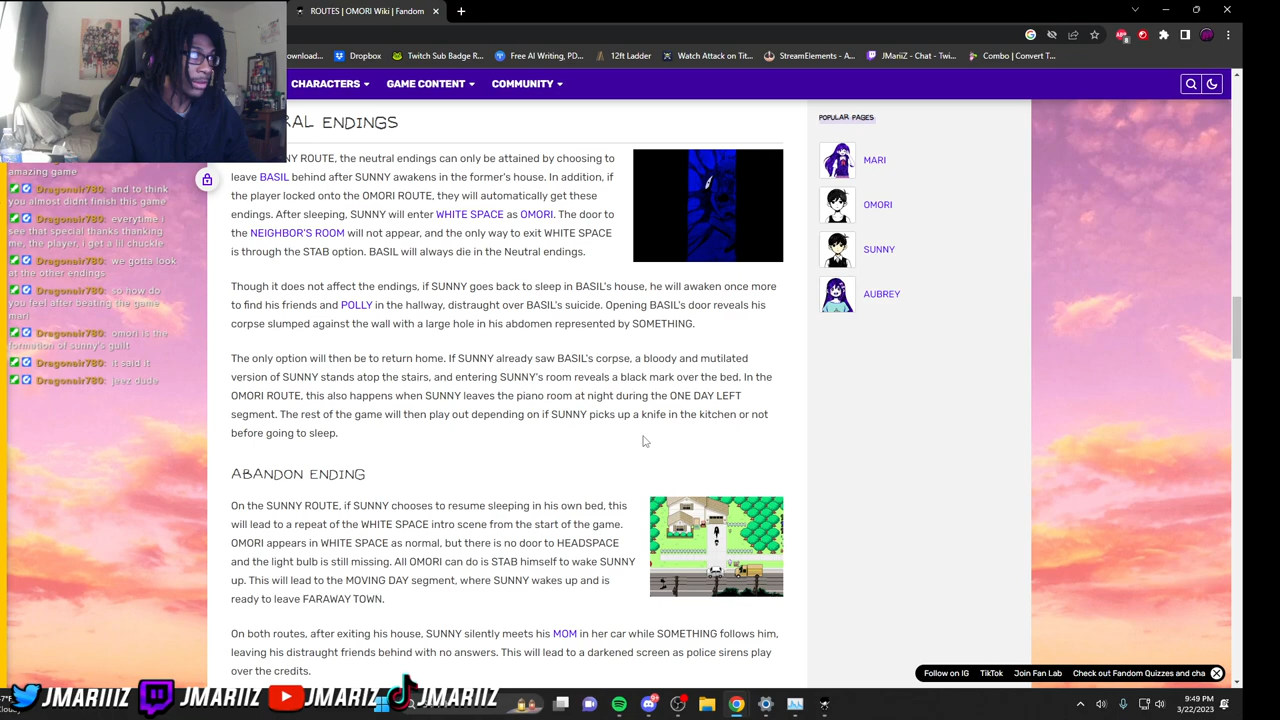 ROUTES | OMORI Wiki | Fandom
ownload...
Dropbox
Twitch Sub Badge R...
Free AI Writing, PD...
12ft Ladder
Watch Attack on Tit...
StreamElements - A...
JMariiZ - Chat - Twi...
Combo | Convert T...
CHARACTERS
GAME CONTENT
COMMUNITY
RAL ENDINGS
NY ROUTE, the neutral endings can only be attained by choosing to
leave BASIL behind after SUNNY awakens in the former's house. In addition, if
the player locked onto the OMORI ROUTE, they will automatically get these
endings. After sleeping, SUNNY will enter WHITE SPACE as OMORI. The door to
the NEIGHBOR'S ROOM will not appear, and the only way to exit WHITE SPACE
is through the STAB option. BASIL will always die in the Neutral endings.
Though it does not affect the endings, if SUNNY goes back to sleep in BASIL's house, he will awaken once more
to find his friends and POLLY in the hallway, distraught over BASIL's suicide. Opening BASIL's door reveals his
corpse slumped against the wall with a large hole in his abdomen represented by SOMETHING.
The only option will then be to return home. If SUNNY already saw BASIL's corpse, a bloody and mutilated
version of SUNNY stands atop the stairs, and entering SUNNY's room reveals a black mark over the bed. In the
OMORI ROUTE, this also happens when SUNNY leaves the piano room at night during the ONE DAY LEFT
segment. The rest of the game will then play out depending on if SUNNY picks up a knife in the kitchen or not
before going to sleep.
ABANDON ENDING
On the SUNNY ROUTE, if SUNNY chooses to resume sleeping in his own bed, this
will lead to a repeat of the WHITE SPACE intro scene from the start of the game.
OMORI appears in WHITE SPACE as normal, but there is no door to HEADSPACE
and the light bulb is still missing. All OMORI can do is STAB himself to wake SUNNY
up. This will lead to the MOVING DAY segment, where SUNNY wakes up and is
ready to leave FARAWAY TOWN.
On both routes, after exiting his house, SUNNY silently meets his MOM in her car while SOMETHING follows him,
leaving his distraught friends behind with no answers. This will lead to a darkened screen as police sirens play
over the credits.
POPULAR PAGES
MARI
OMORI
SUNNY
AUBREY
amazing game
Dragonair780: and to think
you almost didnt finish this game
Dragonair780: everytime i
see that special thanks thanking
me, the player, i get a lil chuckle
Dragonair780: we gotta look
at the other endings
Dragonair780: so how do
you feel after beating the game
mari
Dragonair780: omori is the
formation of sunny's guilt
Dragonair780: it said it
Dragonair780: jeez dude
Follow on IG
TikTok
Join Fan Lab
Check out Fandom Quizzes and cha
JMARIIIZ
JMARIIIZ
JMARIIIZ
JMARIIIZ
9:49 PM
3/22/2023